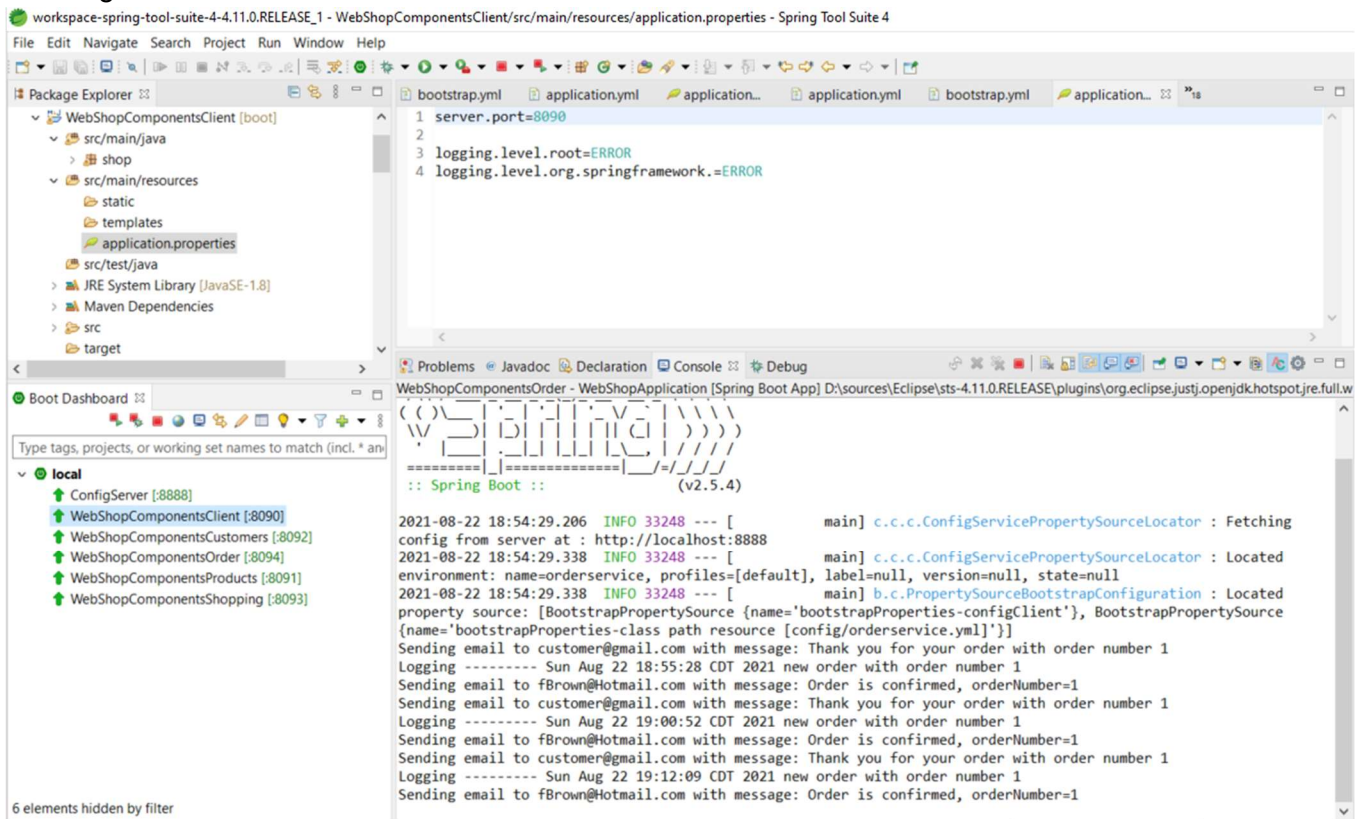 workspace-spring-tool-suite-4-4.11.0.RELEASE_1 - WebShopComponentsClient/src/main/resources/application.properties - Spring Tool Suite 4
File Edit Navigate Search Project Run Window Help
Package Explorer
WebShopComponentsClient [boot]
src/main/java
shop
src/main/resources
static
templates
application.properties
src/test/java
JRE System Library [JavaSE-1.8]
Maven Dependencies
src
target
bootstrap.yml application.yml application... application.yml bootstrap.yml application... »18
1 server.port=8090
2
3 logging.level.root=ERROR
4 logging.level.org.springframework.=ERROR
Boot Dashboard
Type tags, projects, or working set names to match (incl. * an
local
ConfigServer [:8888]
WebShopComponentsClient [:8090]
WebShopComponentsCustomers [:8092]
WebShopComponentsOrder [:8094]
WebShopComponentsProducts [:8091]
WebShopComponentsShopping [:8093]
6 elements hidden by filter
Problems Javadoc Declaration Console Debug
WebShopComponentsOrder - WebShopApplication [Spring Boot App] D:\sources\Eclipse\sts-4.11.0.RELEASE\plugins\org.eclipse.justj.openjdk.hotspot.jre.full.w
:: Spring Boot :: (v2.5.4)
2021-08-22 18:54:29.206 INFO 33248 --- [ main] c.c.c.ConfigServicePropertySourceLocator : Fetching
config from server at : http://localhost:8888
2021-08-22 18:54:29.338 INFO 33248 --- [ main] c.c.c.ConfigServicePropertySourceLocator : Located
environment: name=orderservice, profiles=[default], label=null, version=null, state=null
2021-08-22 18:54:29.338 INFO 33248 --- [ main] b.c.PropertySourceBootstrapConfiguration : Located
property source: [BootstrapPropertySource {name='bootstrapProperties-configClient'}, BootstrapPropertySource
{name='bootstrapProperties-class path resource [config/orderservice.yml]'}]
Sending email to customer@gmail.com with message: Thank you for your order with order number 1
Logging --------- Sun Aug 22 18:55:28 CDT 2021 new order with order number 1
Sending email to fBrown@Hotmail.com with message: Order is confirmed, orderNumber=1
Sending email to customer@gmail.com with message: Thank you for your order with order number 1
Logging --------- Sun Aug 22 19:00:52 CDT 2021 new order with order number 1
Sending email to fBrown@Hotmail.com with message: Order is confirmed, orderNumber=1
Sending email to customer@gmail.com with message: Thank you for your order with order number 1
Logging --------- Sun Aug 22 19:12:09 CDT 2021 new order with order number 1
Sending email to fBrown@Hotmail.com with message: Order is confirmed, orderNumber=1